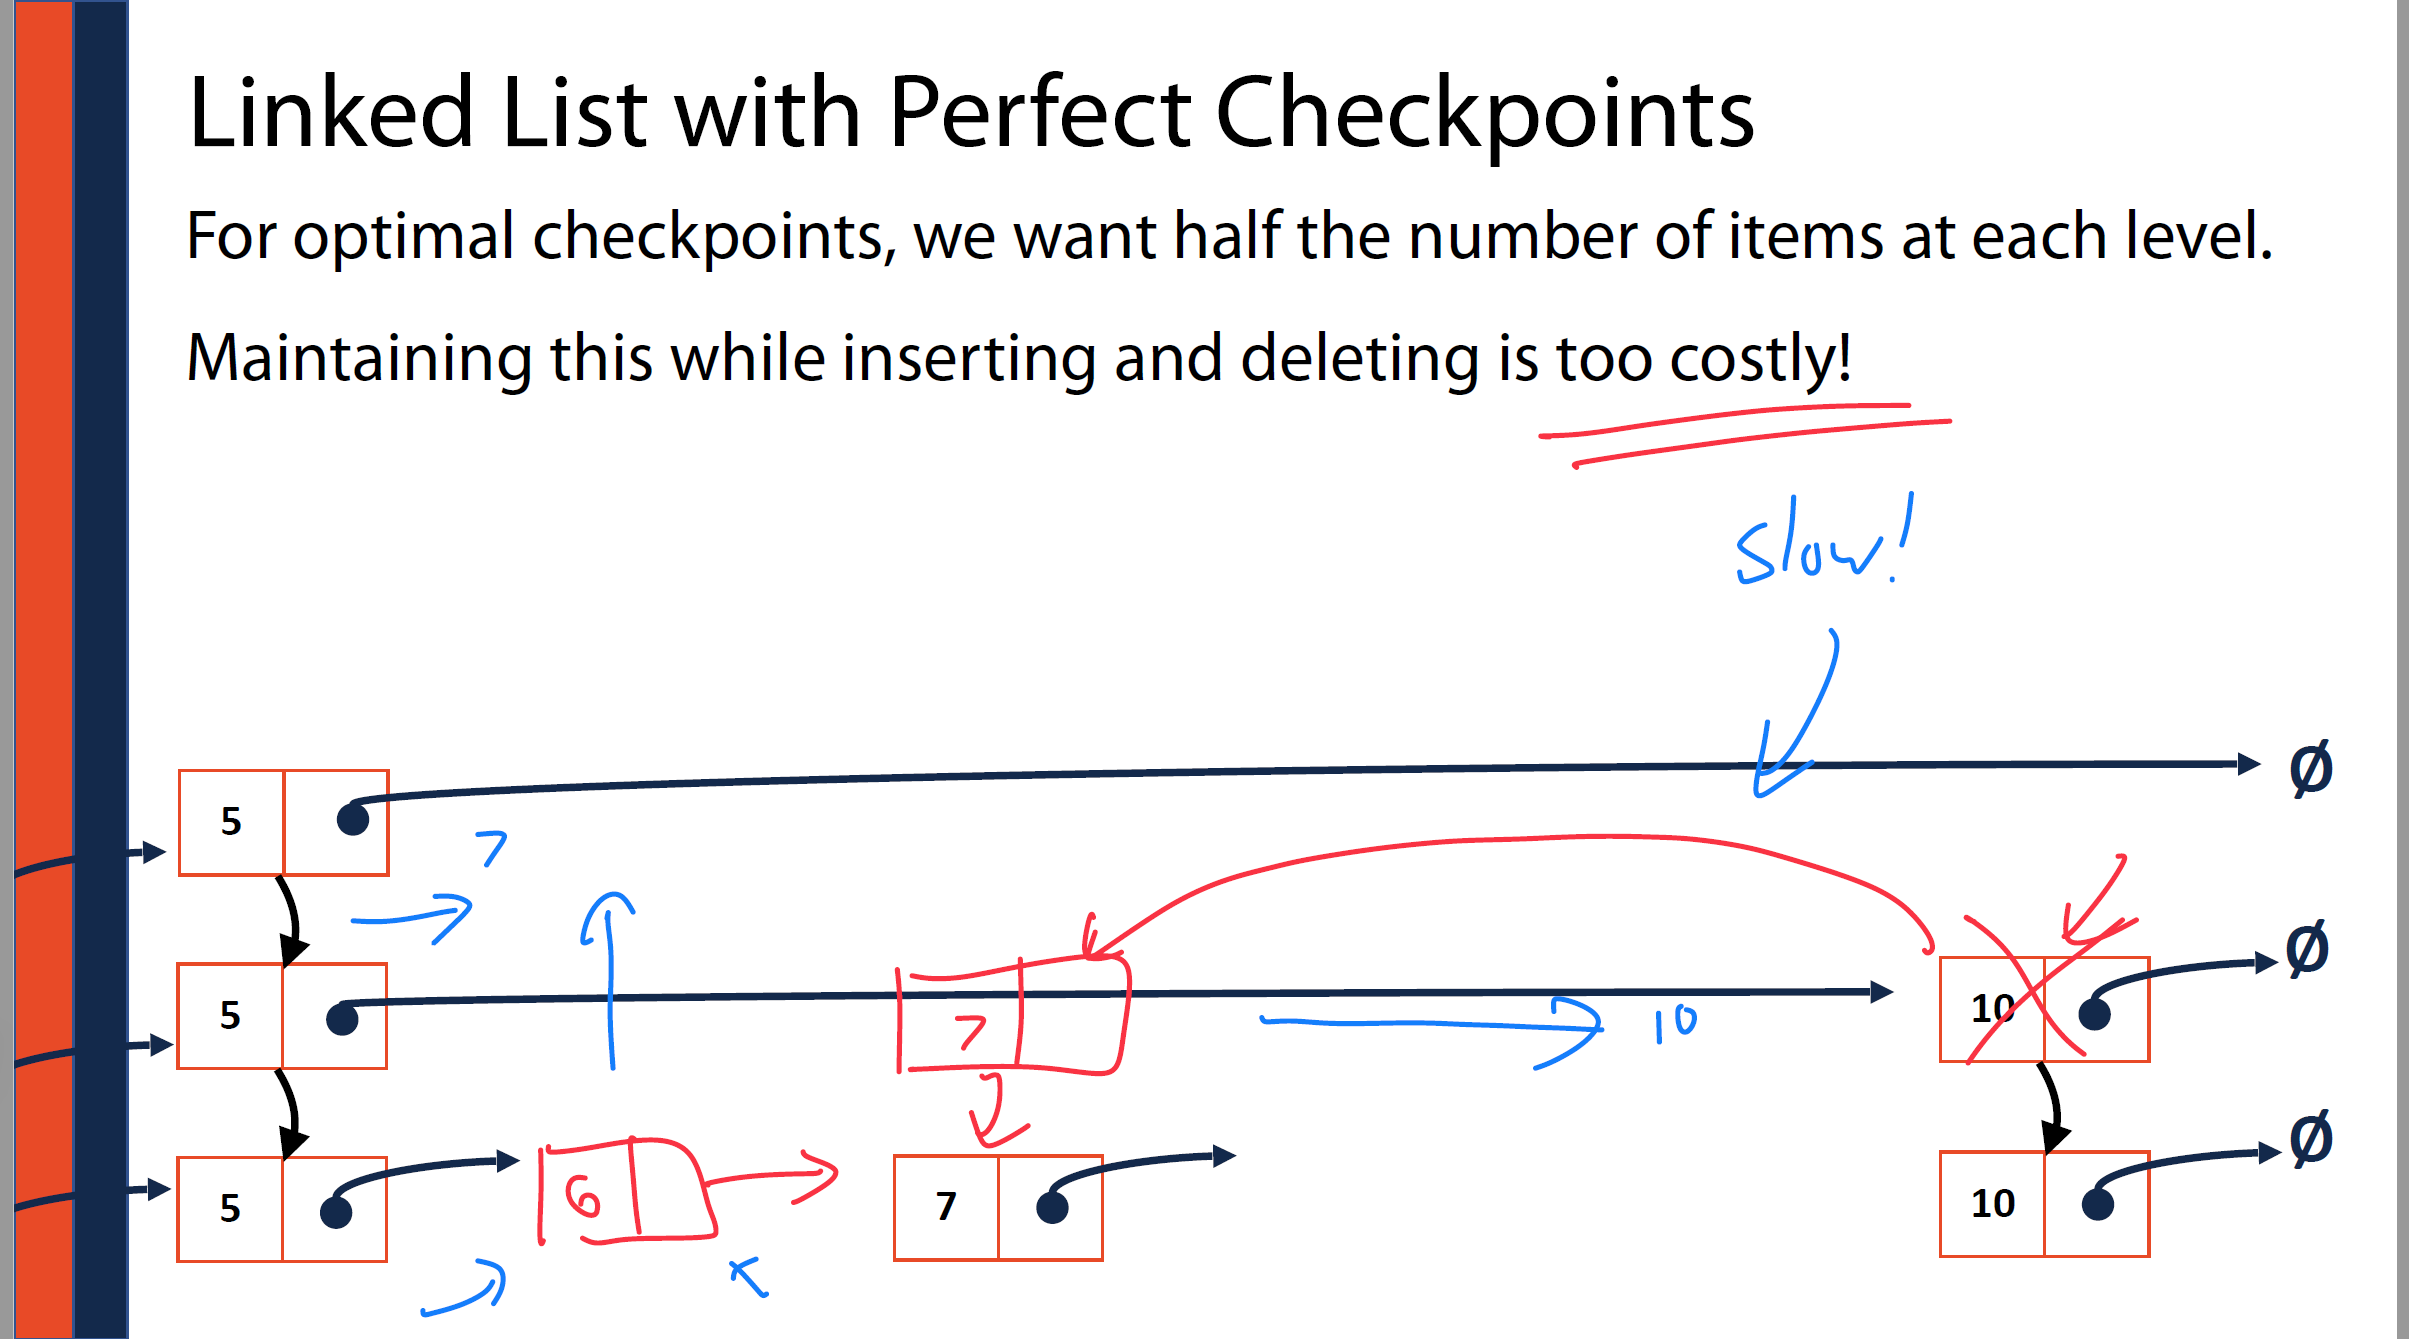 Linked List with Perfect Checkpoints
For optimal checkpoints, we want half the number of items at each level.
Maintaining this while inserting and deleting is too costly!
Slow!
5 Ø
7
5 7 10 10 Ø
5 6 7 10 Ø